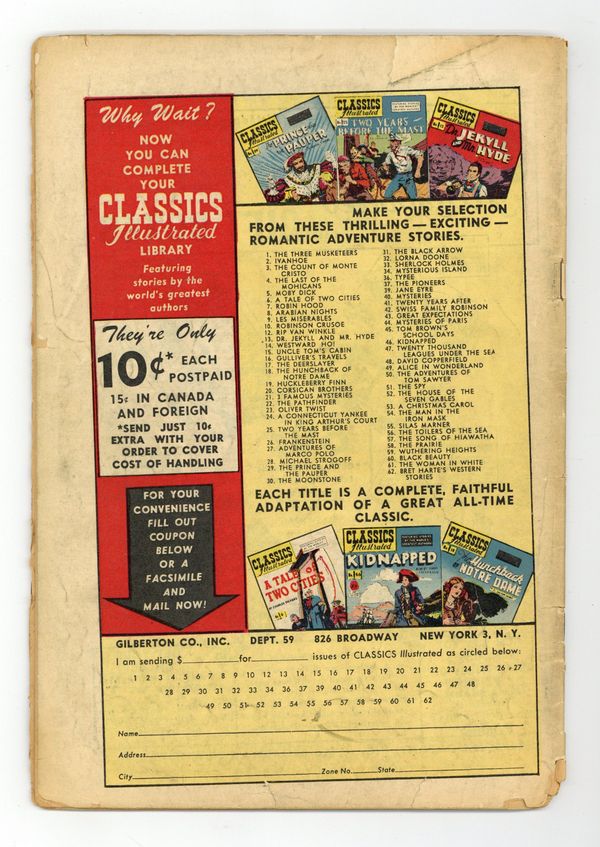 Why Wait?
NOW
YOU CAN
COMPLETE
YOUR
CLASSICS
Illustrated
LIBRARY
Featuring
stories by the
world's greatest
authors
They're Only
10¢* EACH
POSTPAID
15¢ IN CANADA
AND FOREIGN
*SEND JUST 10¢
EXTRA WITH YOUR
ORDER TO COVER
COST OF HANDLING
FOR YOUR
CONVENIENCE
FILL OUT
COUPON
BELOW
OR A
FACSIMILE
AND
MAIL NOW!
CLASSICS
Illustrated
The PRINCE
and the
PAUPER
CLASSICS
Illustrated
TWO YEARS
BEFORE THE MAST
CLASSICS
Illustrated
Dr. JEKYLL
and Mr. HYDE
MAKE YOUR SELECTION
FROM THESE THRILLING — EXCITING —
ROMANTIC ADVENTURE STORIES.
1. THE THREE MUSKETEERS
2. IVANHOE
3. THE COUNT OF MONTE
CRISTO
4. THE LAST OF THE
MOHICANS
5. MOBY DICK
6. A TALE OF TWO CITIES
7. ROBIN HOOD
8. ARABIAN NIGHTS
9. LES MISERABLES
10. ROBINSON CRUSOE
12. RIP VAN WINKLE
13. DR. JEKYLL AND MR. HYDE
14. WESTWARD HO!
15. UNCLE TOM'S CABIN
16. GULLIVER'S TRAVELS
17. THE DEERSLAYER
18. THE HUNCHBACK OF
NOTRE DAME
19. HUCKLEBERRY FINN
20. CORSICAN BROTHERS
21. 3 FAMOUS MYSTERIES
22. THE PATHFINDER
23. OLIVER TWIST
24. A CONNECTICUT YANKEE
IN KING ARTHUR'S COURT
25. TWO YEARS BEFORE
THE MAST
26. FRANKENSTEIN
27. ADVENTURES OF
MARCO POLO
28. MICHAEL STROGOFF
29. THE PRINCE AND
THE PAUPER
30. THE MOONSTONE
31. THE BLACK ARROW
32. LORNA DOONE
33. SHERLOCK HOLMES
34. MYSTERIOUS ISLAND
36. TYPEE
37. THE PIONEERS
39. JANE EYRE
40. MYSTERIES
41. TWENTY YEARS AFTER
42. SWISS FAMILY ROBINSON
43. GREAT EXPECTATIONS
44. MYSTERIES OF PARIS
45. TOM BROWN'S
SCHOOL DAYS
46. KIDNAPPED
47. TWENTY THOUSAND
LEAGUES UNDER THE SEA
48. DAVID COPPERFIELD
49. ALICE IN WONDERLAND
50. THE ADVENTURES OF
TOM SAWYER
51. THE SPY
52. THE HOUSE OF THE
SEVEN GABLES
53. A CHRISTMAS CAROL
54. THE MAN IN THE
IRON MASK
55. SILAS MARNER
56. THE TOILERS OF THE SEA
57. THE SONG OF HIAWATHA
58. THE PRAIRIE
59. WUTHERING HEIGHTS
60. BLACK BEAUTY
61. THE WOMAN IN WHITE
62. BRET HARTE'S WESTERN
STORIES
EACH TITLE IS A COMPLETE, FAITHFUL
ADAPTATION OF A GREAT ALL-TIME
CLASSIC.
CLASSICS
Illustrated
A TALE OF
TWO CITIES
CLASSICS
Illustrated
KIDNAPPED
CLASSICS
Illustrated
Hunchback
of NOTRE DAME
GILBERTON CO., INC. DEPT. 59 826 BROADWAY NEW YORK 3, N. Y.
I am sending $ for issues of CLASSICS Illustrated as circled below:
1 2 3 4 5 6 7 8 9 10 11 12 13 14 15 16 17 18 19 20 21 22 23 24 25 26 27
28 29 30 31 32 33 34 36 37 39 40 41 42 43 44 45 46 47 48
49 50 51 52 53 54 55 56 57 58 59 60 61 62
Name
Address
City Zone No. State